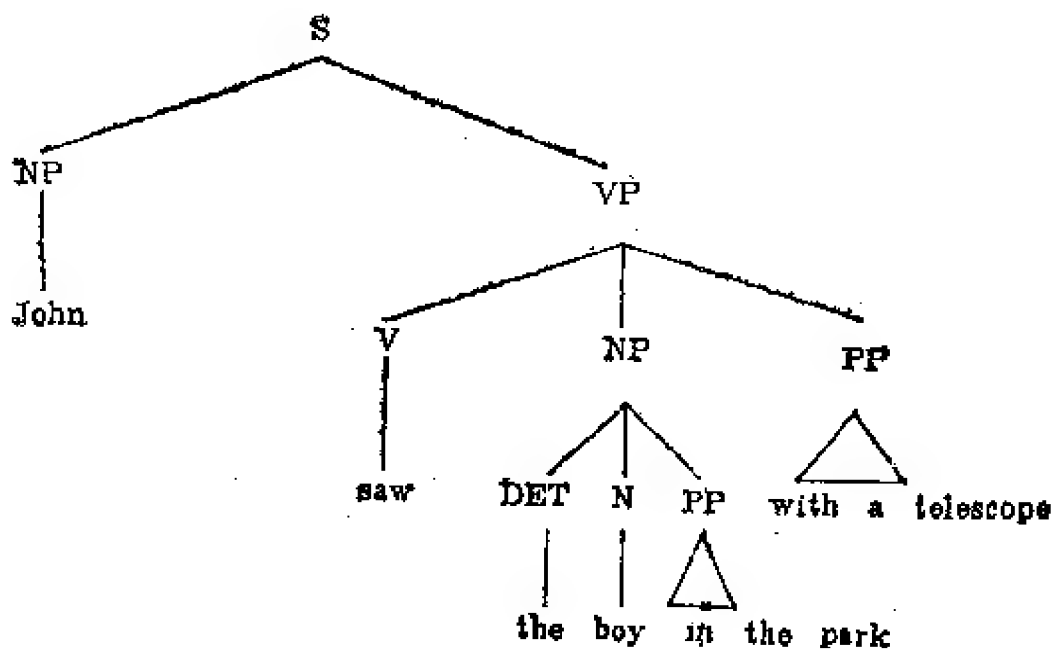 S
NP VP
John V NP PP
saw DET N PP with a telescope
the boy in the park